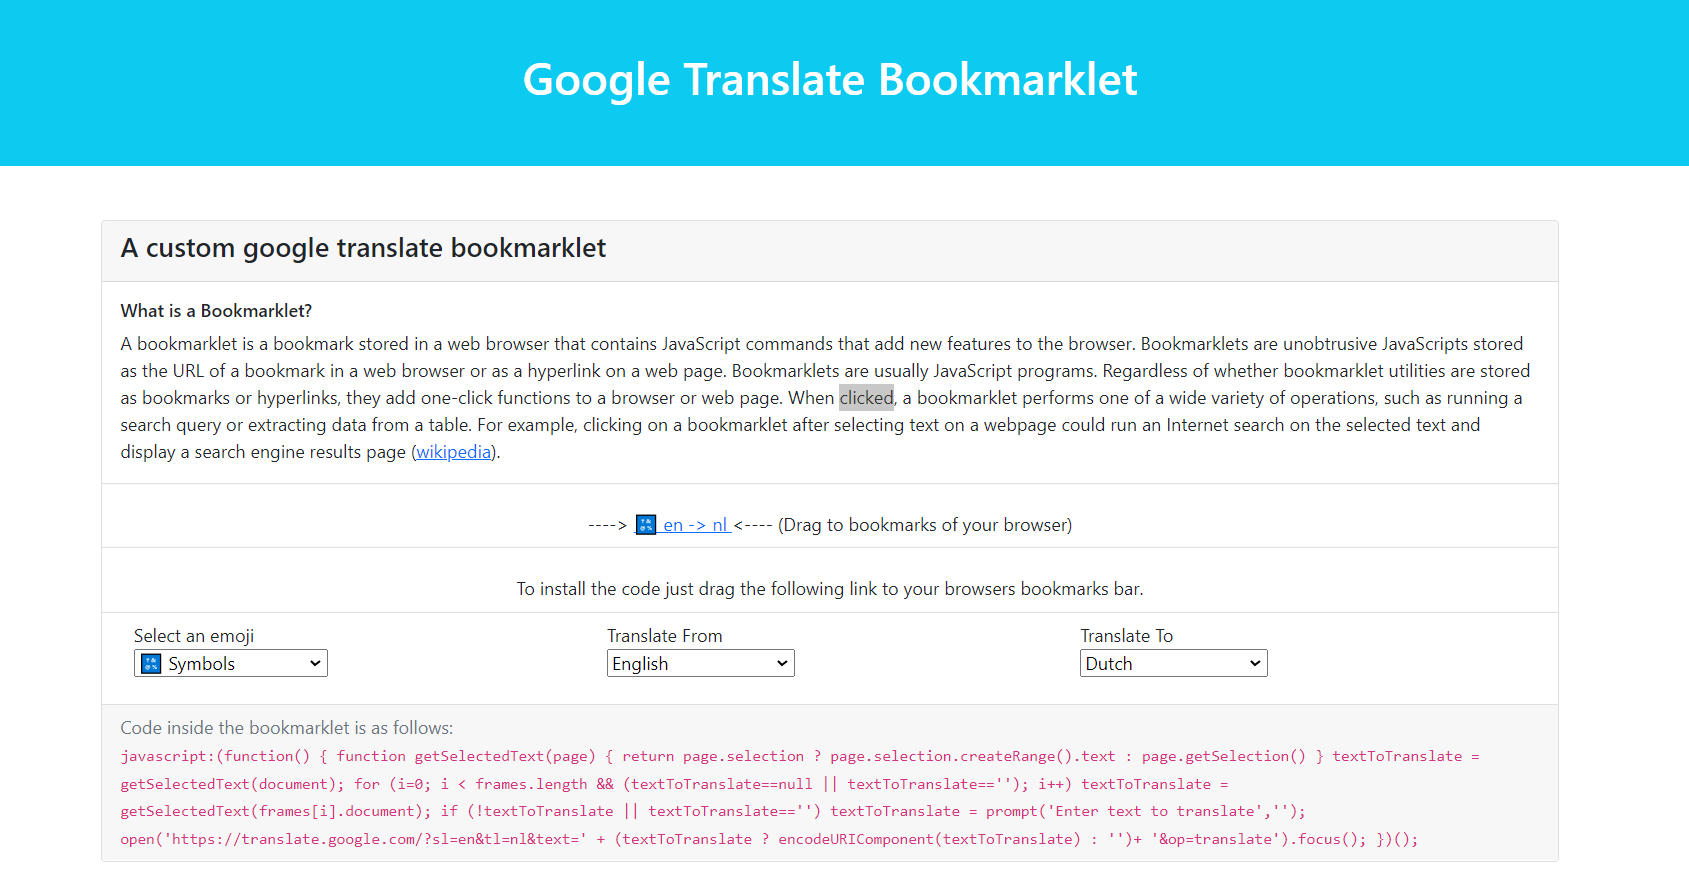 Google Translate Bookmarklet
A custom google translate bookmarklet
What is a Bookmarklet?
A bookmarklet is a bookmark stored in a web browser that contains JavaScript commands that add new features to the browser. Bookmarklets are unobtrusive JavaScripts stored
as the URL of a bookmark in a web browser or as a hyperlink on a web page. Bookmarklets are usually JavaScript programs. Regardless of whether bookmarklet utilities are stored
as bookmarks or hyperlinks, they add one-click functions to a browser or web page. When clicked, a bookmarklet performs one of a wide variety of operations, such as running a
search query or extracting data from a table. For example, clicking on a bookmarklet after selecting text on a webpage could run an Internet search on the selected text and
display a search engine results page (wikipedia).
----> 🔣 en -> nl <---- (Drag to bookmarks of your browser)
To install the code just drag the following link to your browsers bookmarks bar.
Select an emoji Translate From Translate To
🔣 Symbols English Dutch
Code inside the bookmarklet is as follows:
javascript:(function() { function getSelectedText(page) { return page.selection ? page.selection.createRange().text : page.getSelection() } textToTranslate =
getSelectedText(document); for (i=0; i < frames.length && (textToTranslate==null || textToTranslate==''); i++) textToTranslate =
getSelectedText(frames[i].document); if (!textToTranslate || textToTranslate=='') textToTranslate = prompt('Enter text to translate','');
open('https://translate.google.com/?sl=en&tl=nl&text=' + (textToTranslate ? encodeURIComponent(textToTranslate) : '')+ '&op=translate').focus(); })();